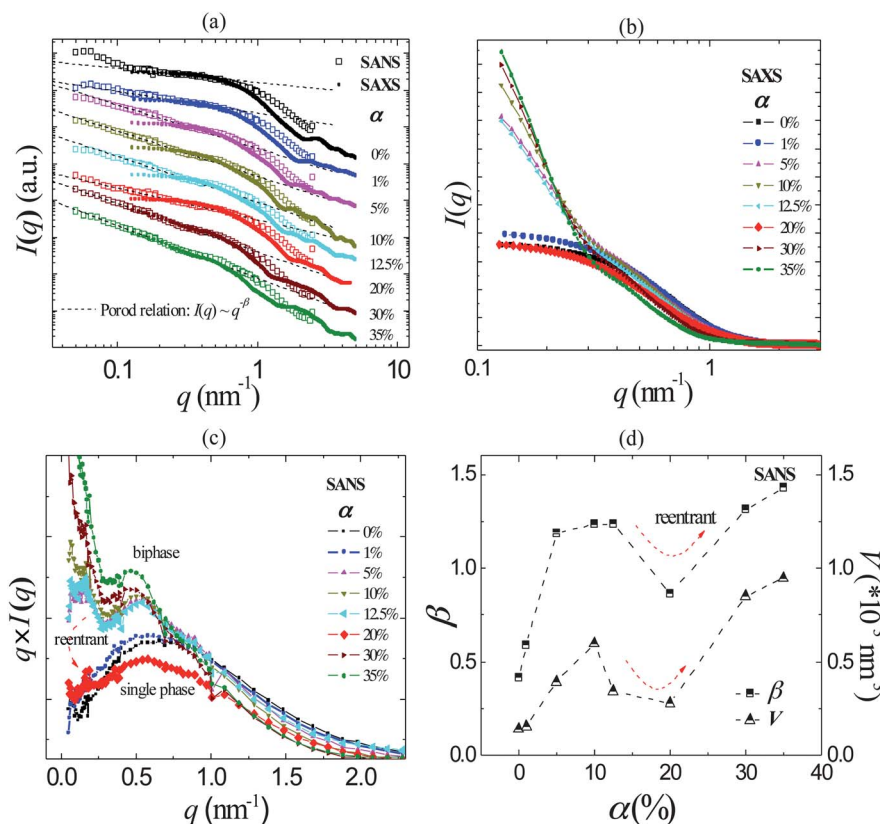 (a)
I(q) (a.u.)
SANS
SAXS
α
0%
1%
5%
10%
12.5%
20%
30%
35%
Porod relation: I(q) ~ q^-β
0.1 1 10
q (nm^-1)
(b)
I(q)
SAXS
α
0%
1%
5%
10%
12.5%
20%
30%
35%
0.1 1
q (nm^-1)
(c)
q×I(q)
SANS
α
0%
1%
5%
10%
12.5%
20%
30%
35%
biphase
reentrant
single phase
0.0 0.5 1.0 1.5 2.0
q (nm^-1)
(d)
SANS
reentrant
β
V
1.5 1.5
1.0 1.0
0.5 0.5
0.0 0.0
0 10 20 30 40
β
V (*10^3 nm^3)
α(%)